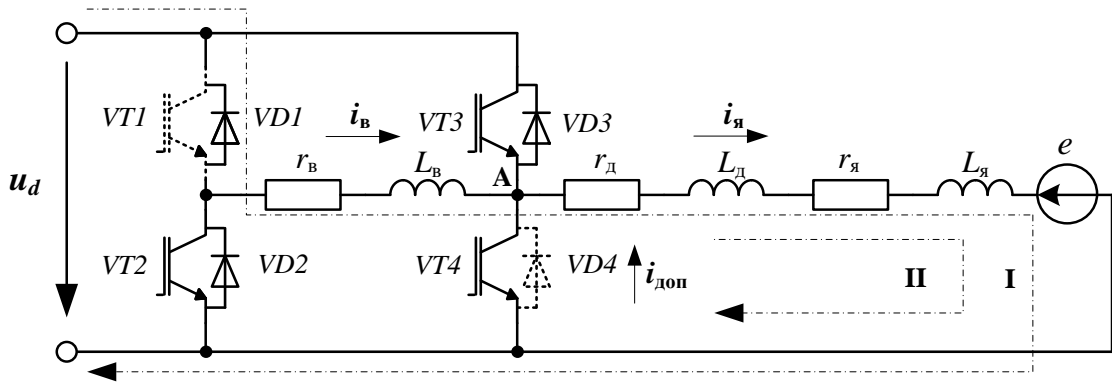 VT1 VD1 i_в VT3 VD3 i_я
u_d
r_в L_в A r_д L_д r_я L_я e
VT2 VD2 VT4 VD4 i_доп II I